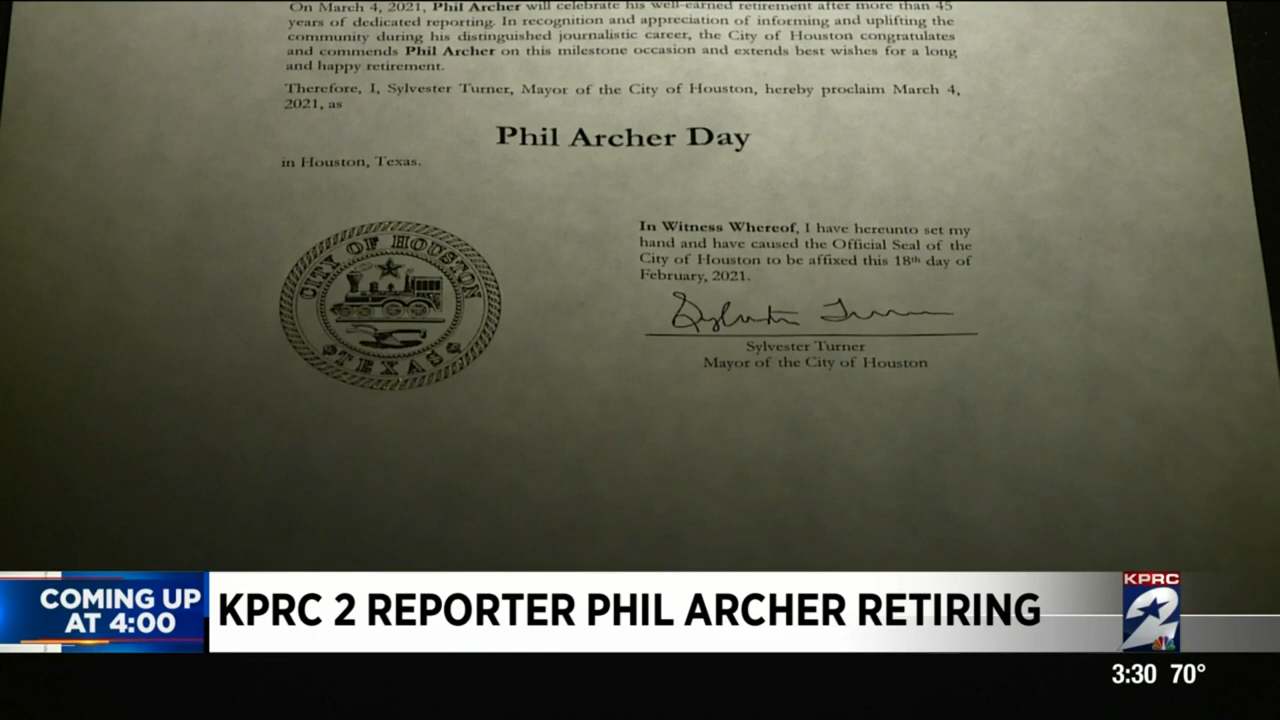 On March 4, 2021, Phil Archer will celebrate his well-earned retirement after more than 45
years of dedicated reporting. In recognition and appreciation of informing and uplifting the
community during his distinguished journalistic career, the City of Houston congratulates
and commends Phil Archer on this milestone occasion and extends best wishes for a long
and happy retirement.
Therefore, I, Sylvester Turner, Mayor of the City of Houston, hereby proclaim March 4,
2021, as
Phil Archer Day
in Houston, Texas.
CITY OF HOUSTON
TEXAS
In Witness Whereof, I have hereunto set my
hand and have caused the Official Seal of the
City of Houston to be affixed this 18th day of
February, 2021.
Sylvester Turner
Sylvester Turner
Mayor of the City of Houston
COMING UP
AT 4:00
KPRC 2 REPORTER PHIL ARCHER RETIRING
KPRC
2
3:30 70°